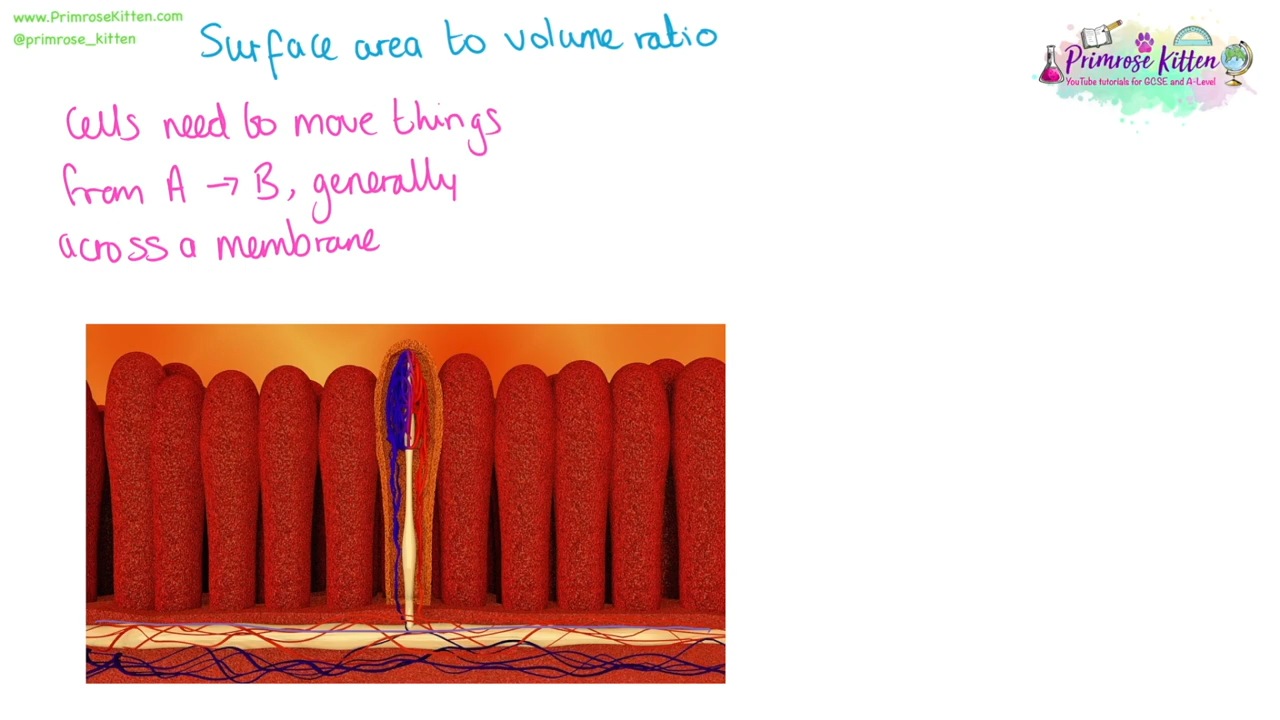 www.PrimroseKitten.com
@primrose_kitten
Surface area to volume ratio
Primrose Kitten
YouTube tutorials for GCSE and A-Level
Cells need to move things
from A → B, generally
across a membrane